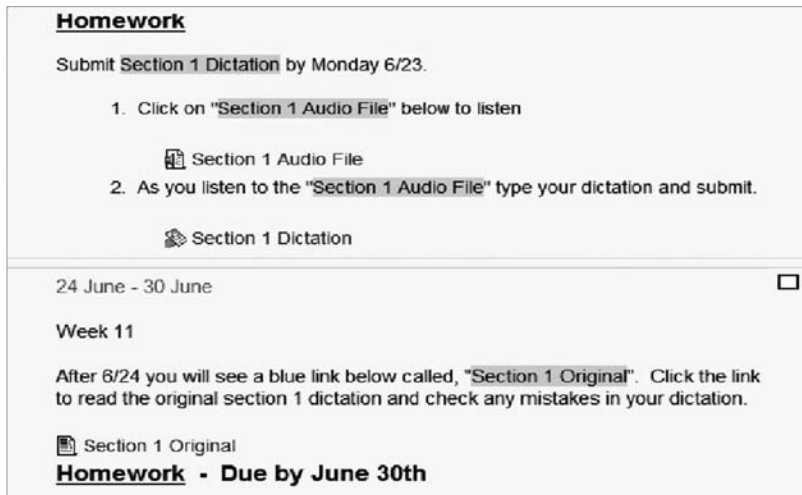 Homework
Submit Section 1 Dictation by Monday 6/23.
1. Click on "Section 1 Audio File" below to listen
Section 1 Audio File
2. As you listen to the "Section 1 Audio File" type your dictation and submit.
Section 1 Dictation
24 June - 30 June
Week 11
After 6/24 you will see a blue link below called, "Section 1 Original". Click the link
to read the original section 1 dictation and check any mistakes in your dictation.
Section 1 Original
Homework - Due by June 30th